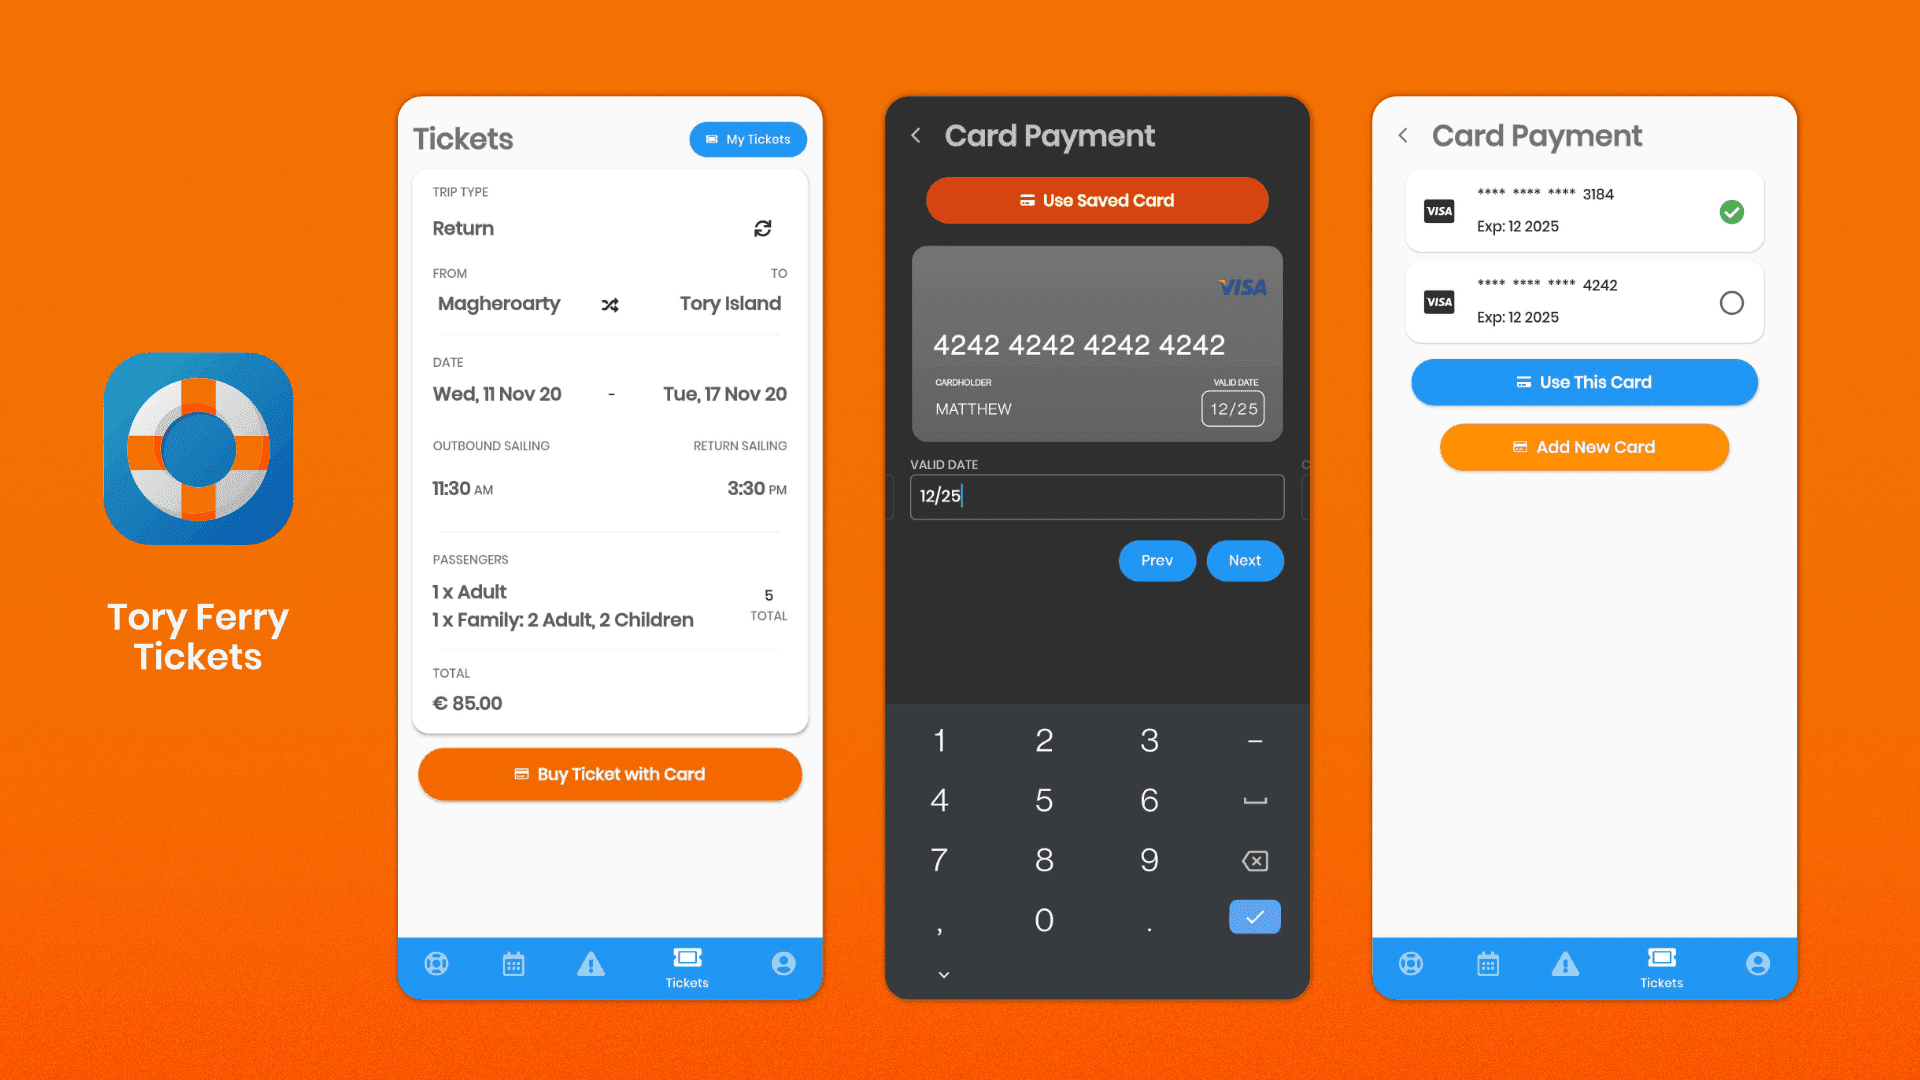 Tory Ferry
Tickets
Tickets
My Tickets
TRIP TYPE
Return
FROM TO
Magheroarty Tory Island
DATE
Wed, 11 Nov 20 - Tue, 17 Nov 20
OUTBOUND SAILING RETURN SAILING
11:30 AM 3:30 PM
PASSENGERS
1 x Adult
1 x Family: 2 Adult, 2 Children
5
TOTAL
TOTAL
€ 85.00
Buy Ticket with Card
Tickets
Card Payment
Use Saved Card
VISA
4242 4242 4242 4242
CARDHOLDER VALID DATE
MATTHEW 12/25
VALID DATE
C
12/25
Prev Next
1 2 3 –
4 5 6
7 8 9
, 0 .
Card Payment
VISA
**** **** **** 3184
Exp: 12 2025
VISA
**** **** **** 4242
Exp: 12 2025
Use This Card
Add New Card
Tickets